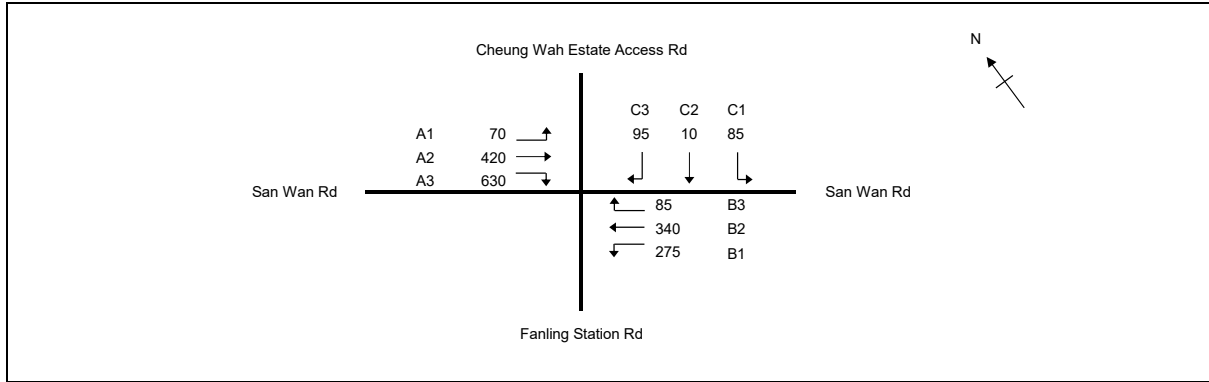 N
Cheung Wah Estate Access Rd
C3 C2 C1
A1 70 95 10 85
A2 420
A3 630
San Wan Rd San Wan Rd
85 B3
340 B2
275 B1
Fanling Station Rd